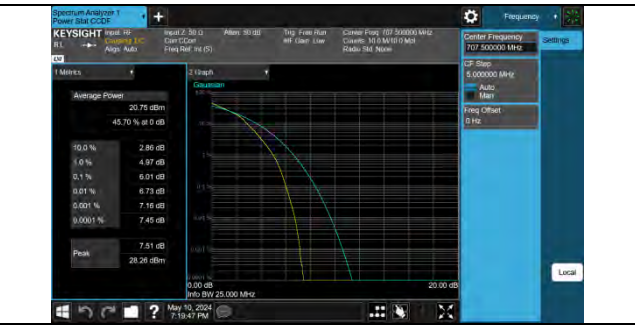 Spectrum Analyzer 1
Power Stat CCDF
+
Frequency
KEYSIGHT Input: RF
Input Z: 50 Ω
Atten: 50 dB
Trig: Free Run
Center Freq: 707.500000 MHz
RL
Coupling: DC
Corr CCorr
IF Gain: Low
Counts: 10.0 M/10.0 Mpt
Align: Auto
Freq Ref: Int (S)
Radio Std: None
LW
1 Metrics
2 Graph
Gaussian
Average Power
20.75 dBm
45.70 % at 0 dB
10.0 % 2.86 dB
1.0 % 4.97 dB
0.1 % 6.01 dB
0.01 % 6.73 dB
0.001 % 7.16 dB
0.0001 % 7.45 dB
Peak
7.51 dB
28.26 dBm
0.00 dB
20.00 dB
Info BW 25.000 MHz
Center Frequency
707.500000 MHz
Settings
CF Step
5.000000 MHz
Auto
Man
Freq Offset
0 Hz
Local
?
May 10, 2024
7:19:47 PM